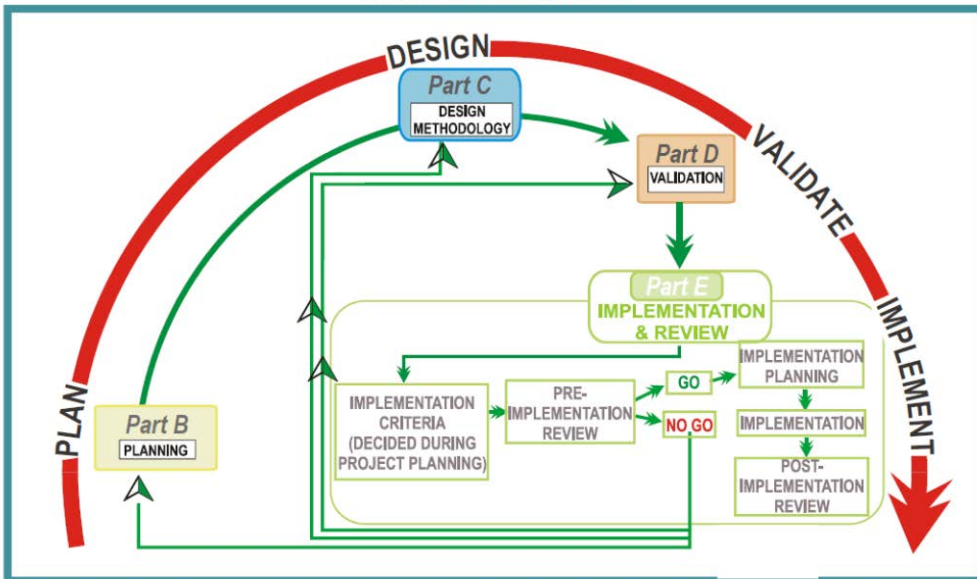 PLAN
DESIGN
VALIDATE
IMPLEMENT
Part B
PLANNING
Part C
DESIGN
METHODOLOGY
Part D
VALIDATION
Part E
IMPLEMENTATION
& REVIEW
IMPLEMENTATION
CRITERIA
(DECIDED DURING
PROJECT PLANNING)
PRE-
IMPLEMENTATION
REVIEW
GO
NO GO
IMPLEMENTATION
PLANNING
IMPLEMENTATION
POST-
IMPLEMENTATION
REVIEW